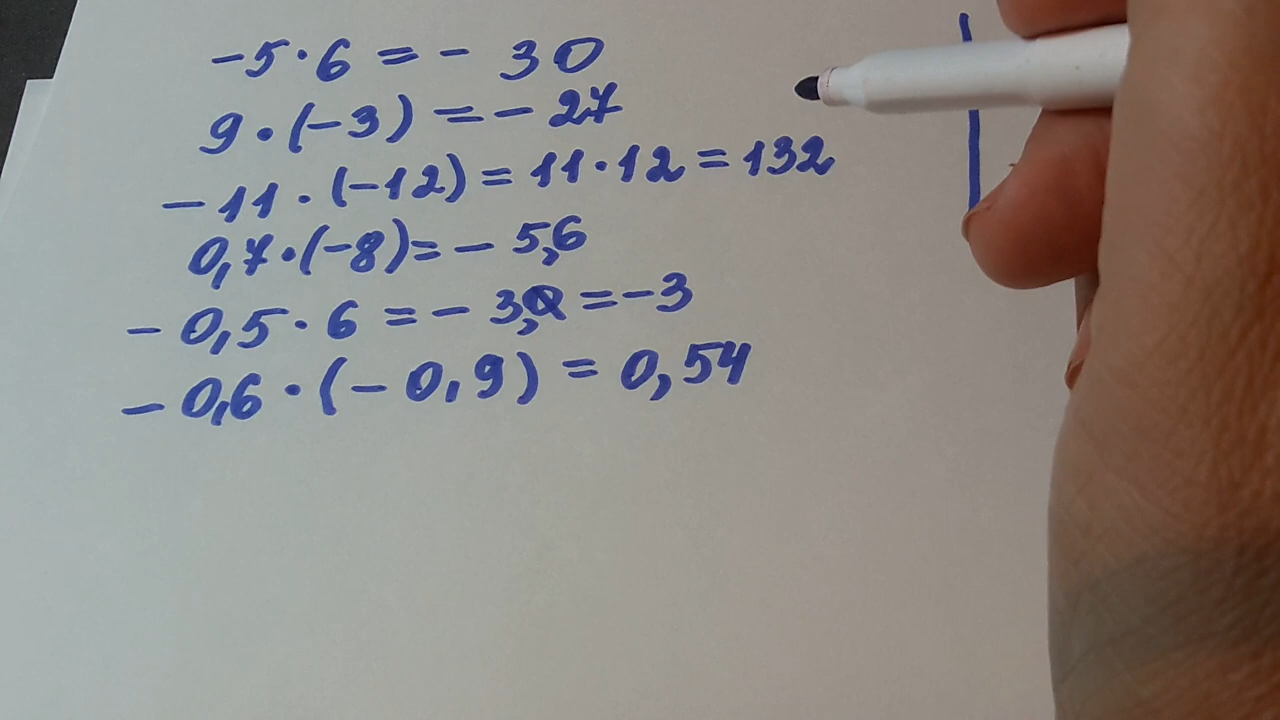 -5·6 = - 30
9·(-3) = - 27
-11·(-12) = 11·12 = 132
0,7·(-8) = - 5,6
- 0,5·6 = - 3,0 = -3
- 0,6·(- 0,9) = 0,54